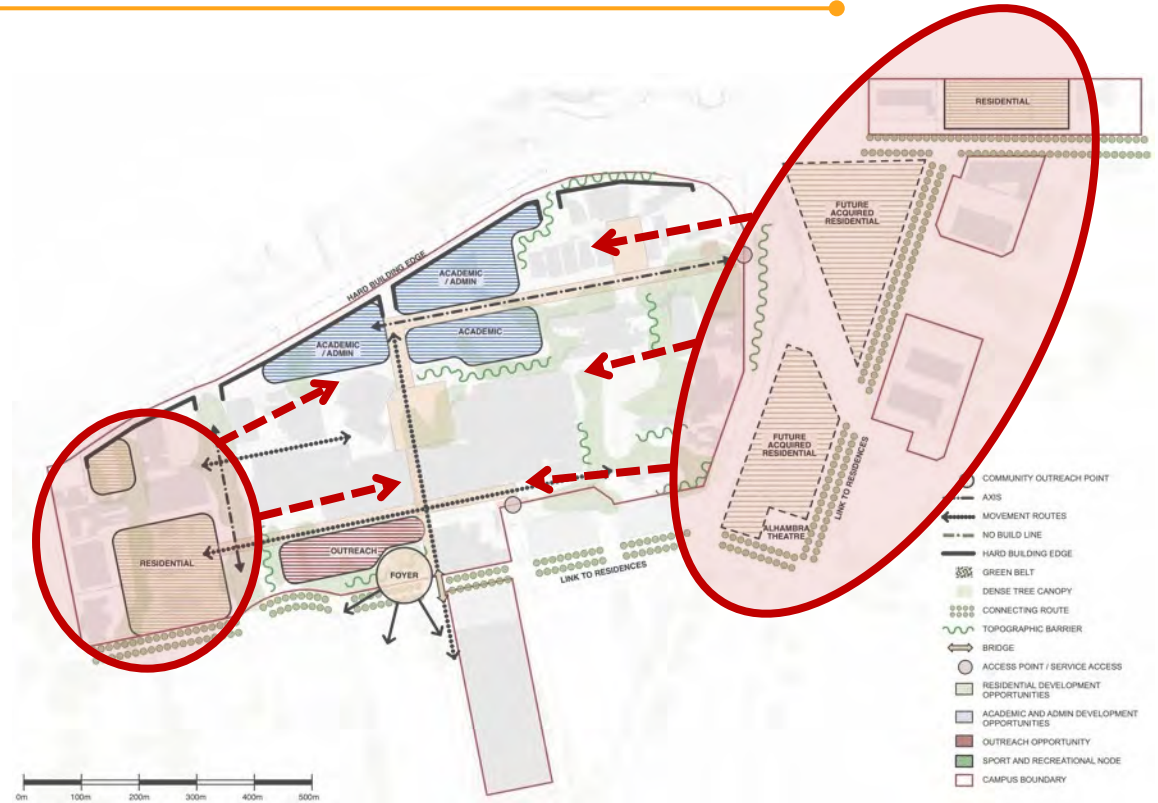 RESIDENTIAL
FUTURE
ACQUIRED
RESIDENTIAL
HARD BUILDING EDGE
ACADEMIC
/ ADMIN
ACADEMIC
ACADEMIC
/ ADMIN
FUTURE
ACQUIRED
RESIDENTIAL
ALHAMBRA
THEATRE
LINK TO RESIDENCES
RESIDENTIAL
OUTREACH
FOYER
LINK TO RESIDENCES
COMMUNITY OUTREACH POINT
AXIS
MOVEMENT ROUTES
NO BUILD LINE
HARD BUILDING EDGE
GREEN BELT
DENSE TREE CANOPY
CONNECTING ROUTE
TOPOGRAPHIC BARRIER
BRIDGE
ACCESS POINT / SERVICE ACCESS
RESIDENTIAL DEVELOPMENT
OPPORTUNITIES
ACADEMIC AND ADMIN DEVELOPMENT
OPPORTUNITIES
OUTREACH OPPORTUNITY
SPORT AND RECREATIONAL NODE
CAMPUS BOUNDARY
0m 100m 200m 300m 400m 500m